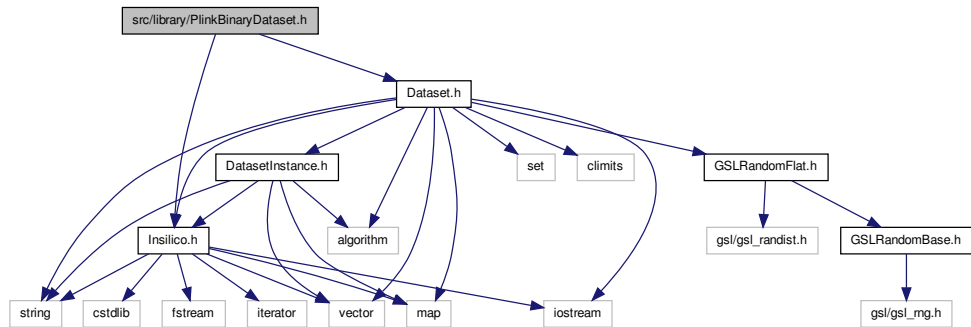 src/library/PlinkBinaryDataset.h
Dataset.h
DatasetInstance.h
set
climits
GSLRandomFlat.h
Insilico.h
algorithm
gsl/gsl_randist.h
GSLRandomBase.h
string
cstdlib
fstream
iterator
vector
map
iostream
gsl/gsl_rng.h